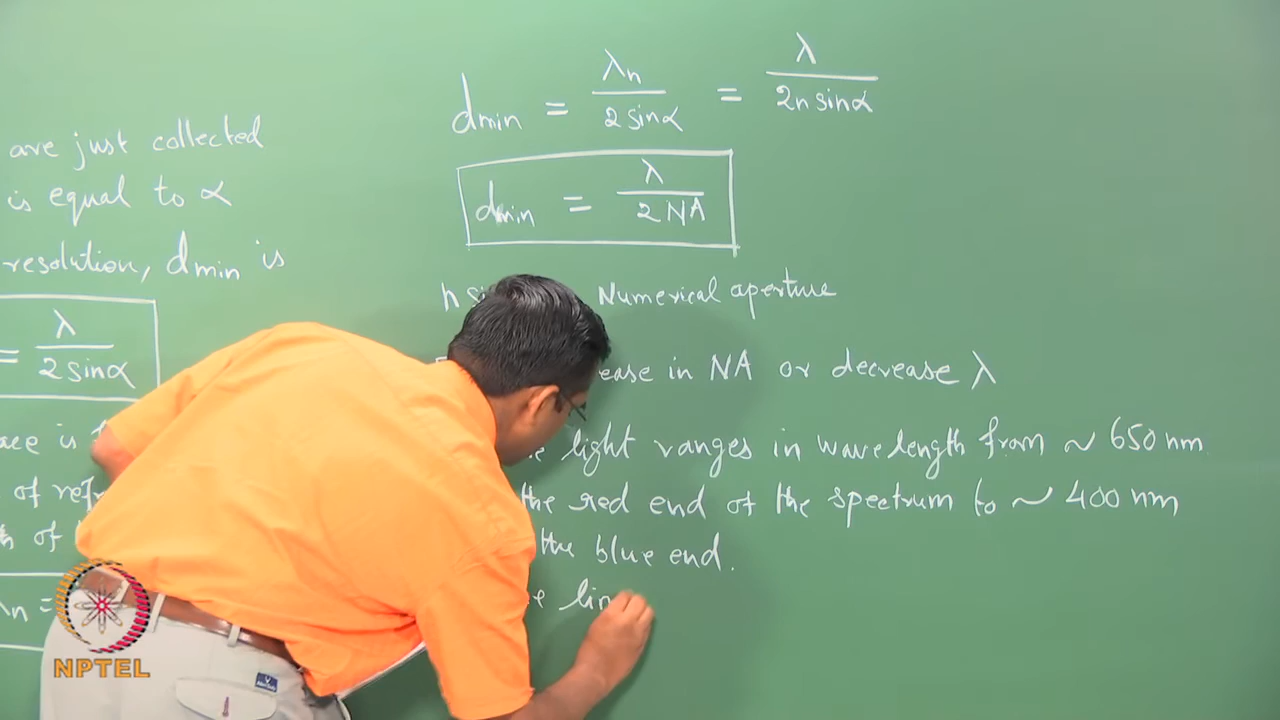 are just collected
is equal to α
resolution, dmin is
= λ / 2 sinα
of
λn =
dmin = λn / 2 sinα = λ / 2n sinα
dmin = λ / 2 NA
n Numerical aperture
in NA or decrease λ
light ranges in wavelength from ~ 650 nm
the red end of the spectrum to ~ 400 nm
the blue end.
NPTEL